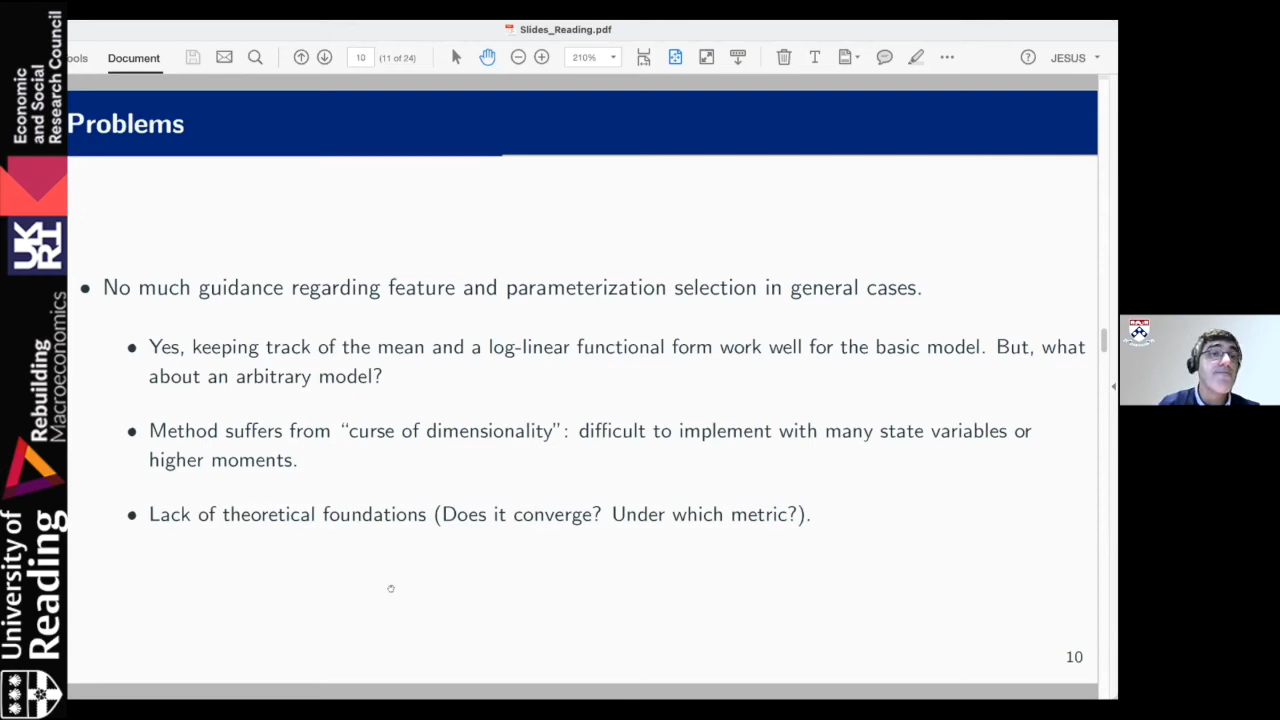 Slides_Reading.pdf
ools
Document
10
(11 of 24)
210%
JESUS
Problems
• No much guidance regarding feature and parameterization selection in general cases.
• Yes, keeping track of the mean and a log-linear functional form work well for the basic model. But, what
about an arbitrary model?
• Method suffers from “curse of dimensionality”: difficult to implement with many state variables or
higher moments.
• Lack of theoretical foundations (Does it converge? Under which metric?).
10
Economic
and Social
Research Council
UK
RI
Rebuilding
Macroeconomics
University of
Reading